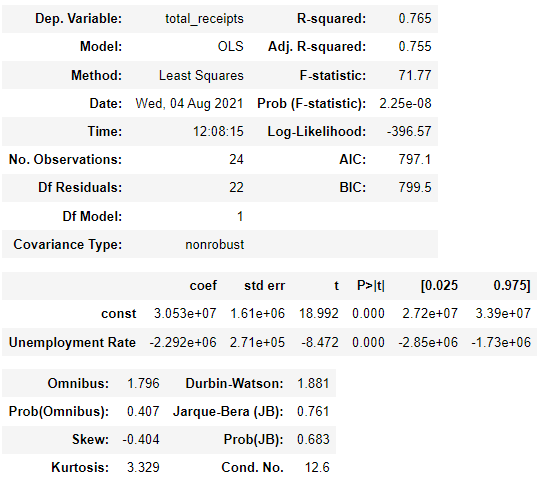 Dep. Variable: total_receipts R-squared: 0.765
Model: OLS Adj. R-squared: 0.755
Method: Least Squares F-statistic: 71.77
Date: Wed, 04 Aug 2021 Prob (F-statistic): 2.25e-08
Time: 12:08:15 Log-Likelihood: -396.57
No. Observations: 24 AIC: 797.1
Df Residuals: 22 BIC: 799.5
Df Model: 1
Covariance Type: nonrobust
coef std err t P>|t| [0.025 0.975]
const 3.053e+07 1.61e+06 18.992 0.000 2.72e+07 3.39e+07
Unemployment Rate -2.292e+06 2.71e+05 -8.472 0.000 -2.85e+06 -1.73e+06
Omnibus: 1.796 Durbin-Watson: 1.881
Prob(Omnibus): 0.407 Jarque-Bera (JB): 0.761
Skew: -0.404 Prob(JB): 0.683
Kurtosis: 3.329 Cond. No. 12.6